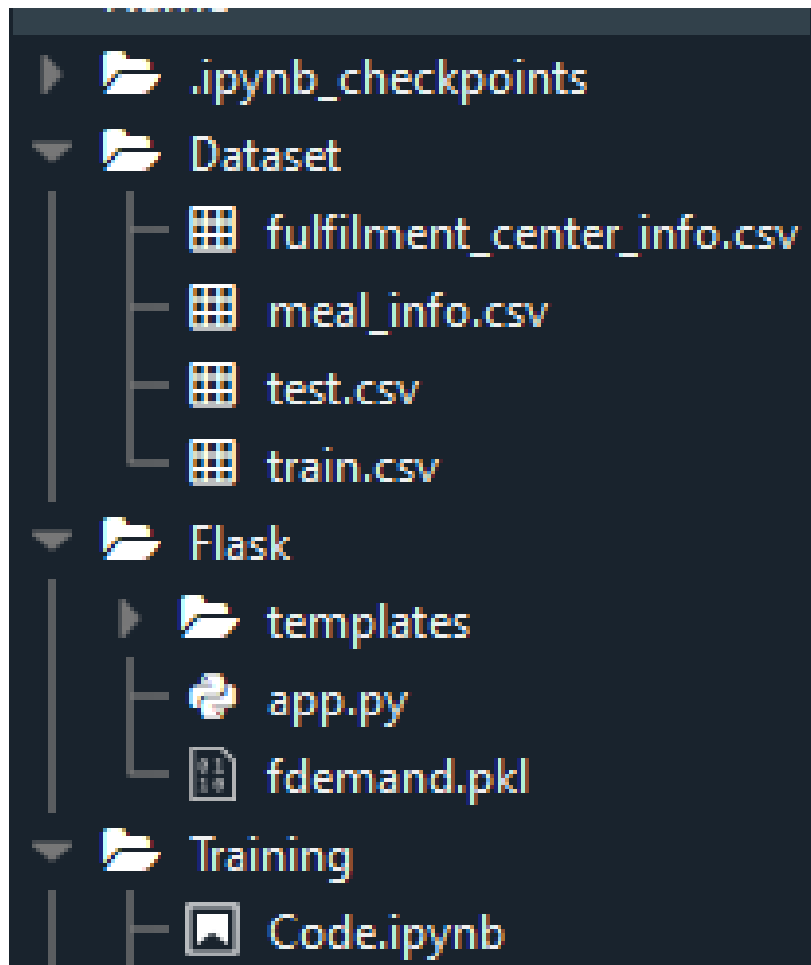 .ipynb_checkpoints
Dataset
fulfilment_center_info.csv
meal_info.csv
test.csv
train.csv
Flask
templates
app.py
fdemand.pkl
Training
Code.ipynb